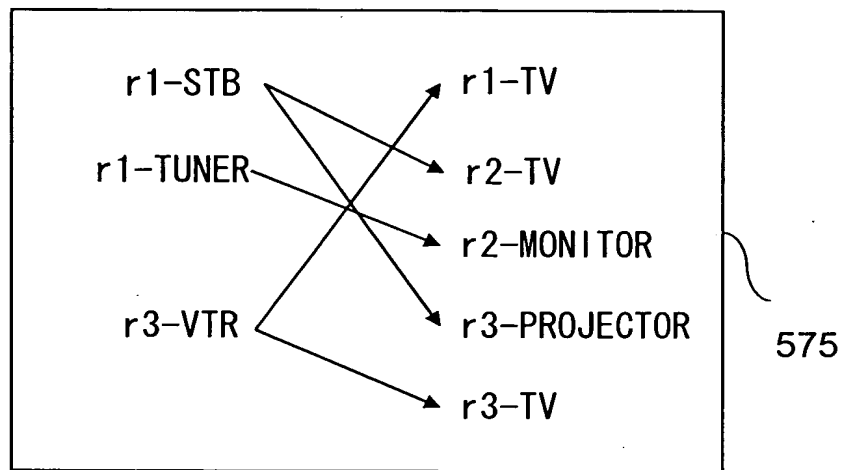 r1-STB
r1-TUNER
r3-VTR
r1-TV
r2-TV
r2-MONITOR
r3-PROJECTOR
r3-TV
575